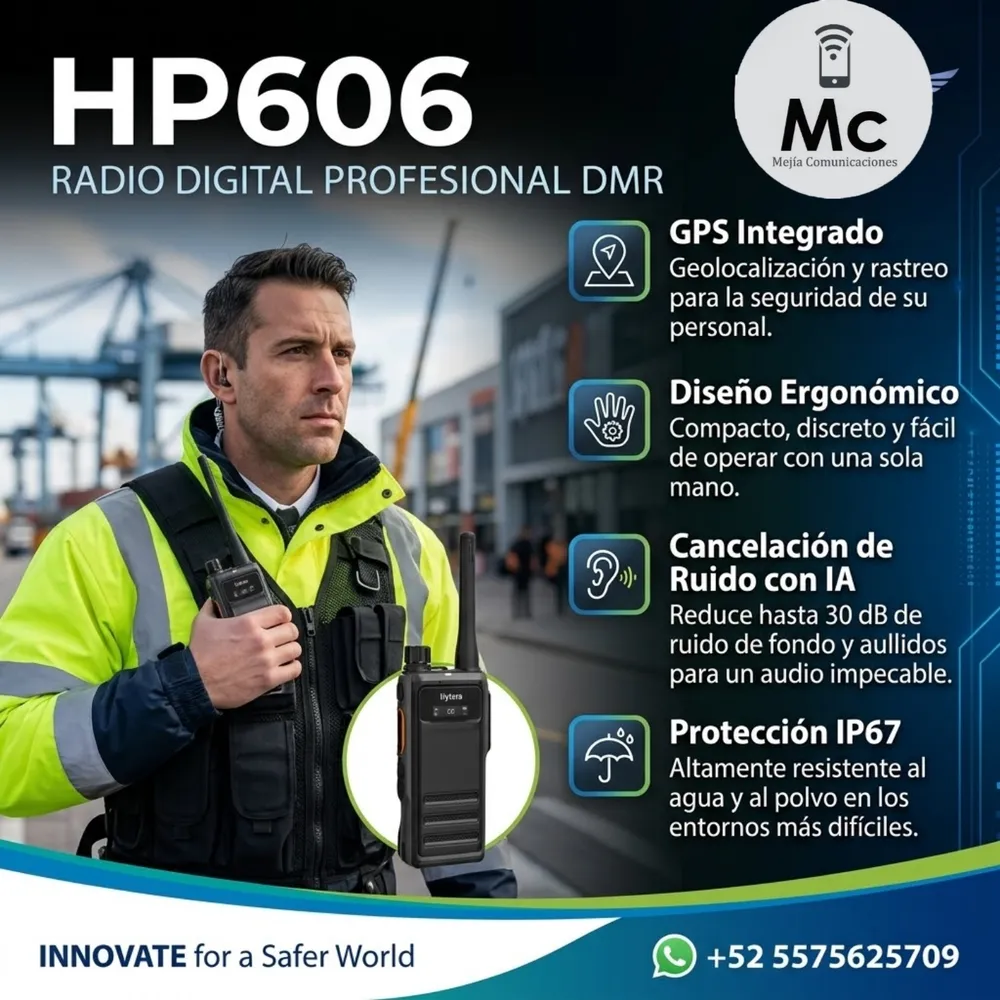 HP606
RADIO DIGITAL PROFESIONAL DMR
Mc
Mejía Comunicaciones
GPS Integrado
Geolocalización y rastreo
para la seguridad de su
personal.
Diseño Ergonómico
Compacto, discreto y fácil
de operar con una sola
mano.
Cancelación de
Ruido con IA
Reduce hasta 30 dB de
ruido de fondo y aullidos
para un audio impecable.
Protección IP67
Altamente resistente al
agua y al polvo en los
entornos más difíciles.
Hytera
INNOVATE for a Safer World
+52 5575625709